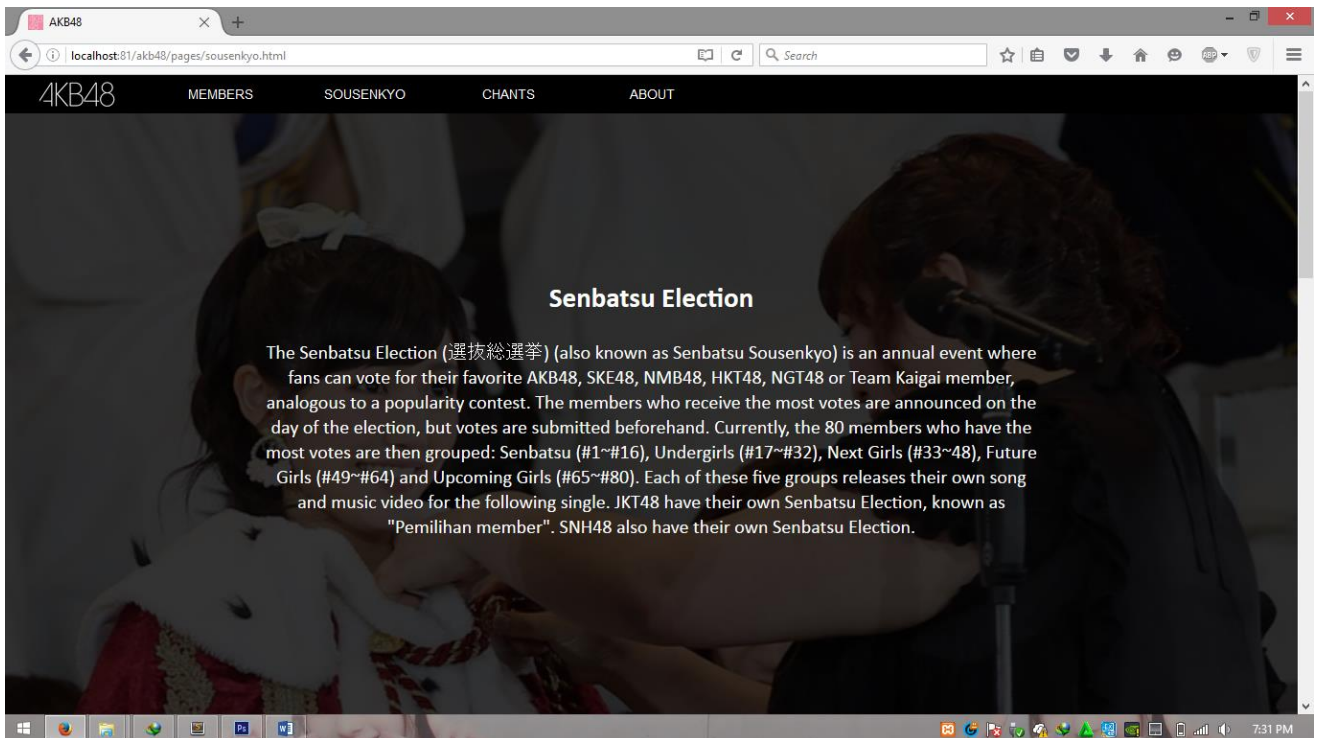 AKB48
localhost:81/akb48/pages/sousenkyo.html
Search
ABP
AKB48 MEMBERS SOUSENKYO CHANTS ABOUT
Senbatsu Election
The Senbatsu Election (選抜総選挙) (also known as Senbatsu Sousenkyo) is an annual event where
fans can vote for their favorite AKB48, SKE48, NMB48, HKT48, NGT48 or Team Kaigai member,
analogous to a popularity contest. The members who receive the most votes are announced on the
day of the election, but votes are submitted beforehand. Currently, the 80 members who have the
most votes are then grouped: Senbatsu (#1~#16), Undergirls (#17~#32), Next Girls (#33~48), Future
Girls (#49~#64) and Upcoming Girls (#65~#80). Each of these five groups releases their own song
and music video for the following single. JKT48 have their own Senbatsu Election, known as
"Pemilihan member". SNH48 also have their own Senbatsu Election.
Ps
W
7:31 PM